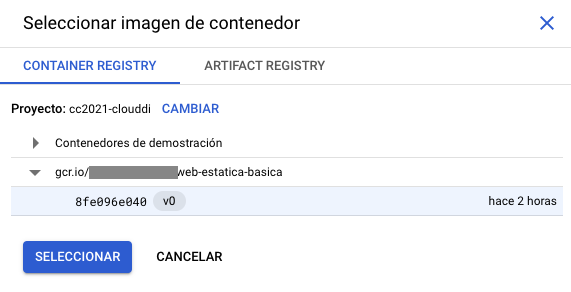 Seleccionar imagen de contenedor
CONTAINER REGISTRY ARTIFACT REGISTRY
Proyecto: cc2021-clouddi CAMBIAR
Contenedores de demostración
gcr.io/ web-estatica-basica
8fe096e040 v0 hace 2 horas
SELECCIONAR CANCELAR